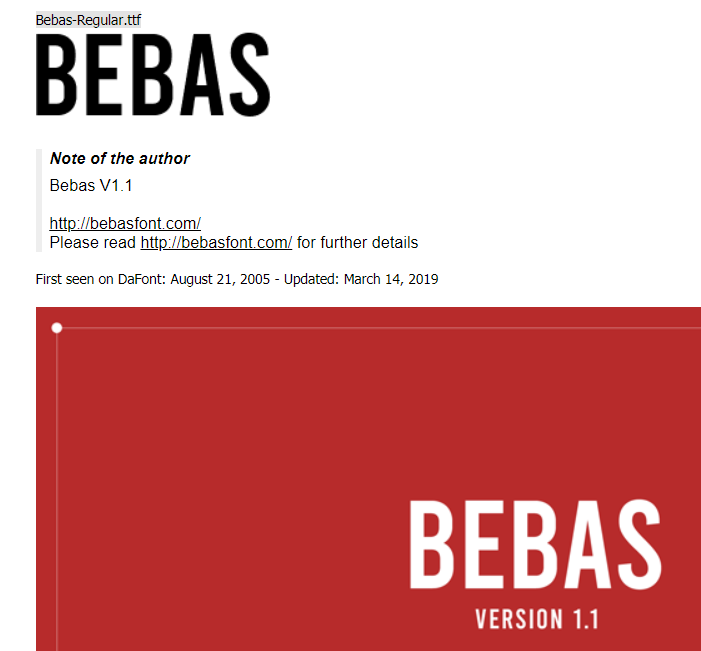 Bebas-Regular.ttf
BEBAS
Note of the author
Bebas V1.1
http://bebasfont.com/
Please read http://bebasfont.com/ for further details
First seen on DaFont: August 21, 2005 - Updated: March 14, 2019
BEBAS
VERSION 1.1